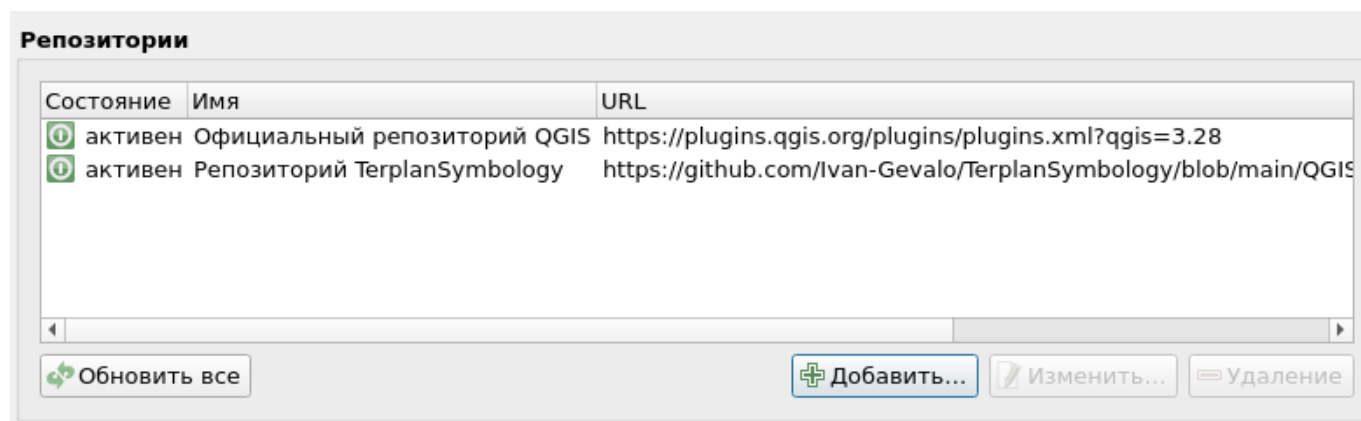 Репозитории
Состояние Имя URL
активен Официальный репозиторий QGIS https://plugins.qgis.org/plugins/plugins.xml?qgis=3.28
активен Репозиторий TerplanSymbology https://github.com/Ivan-Gevalo/TerplanSymbology/blob/main/QGIS
Обновить все Добавить... Изменить... Удаление